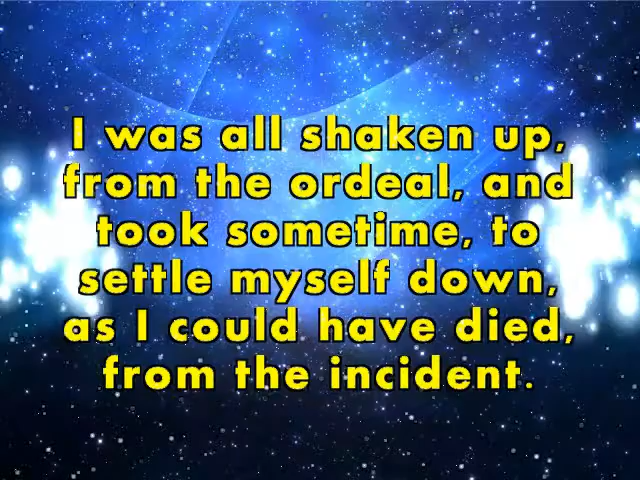 I was all shaken up,
from the ordeal, and
took sometime, to
settle myself down,
as I could have died,
from the incident.